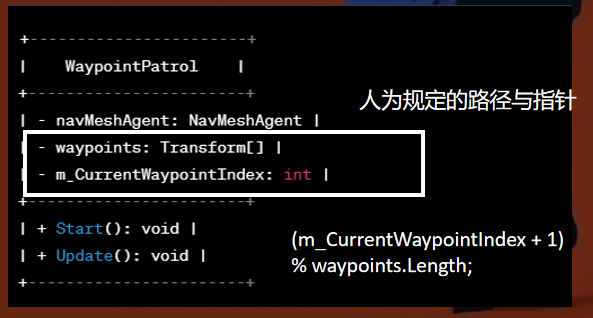 +-----------------------+
|    WaypointPatrol    |
+-----------------------+
| - navMeshAgent: NavMeshAgent |
| - waypoints: Transform[] |
| - m_CurrentWaypointIndex: int |
+-----------------------+
| + Start(): void |
| + Update(): void |
+-----------------------+
人为规定的路径与指针
(m_CurrentWaypointIndex + 1)
% waypoints.Length;